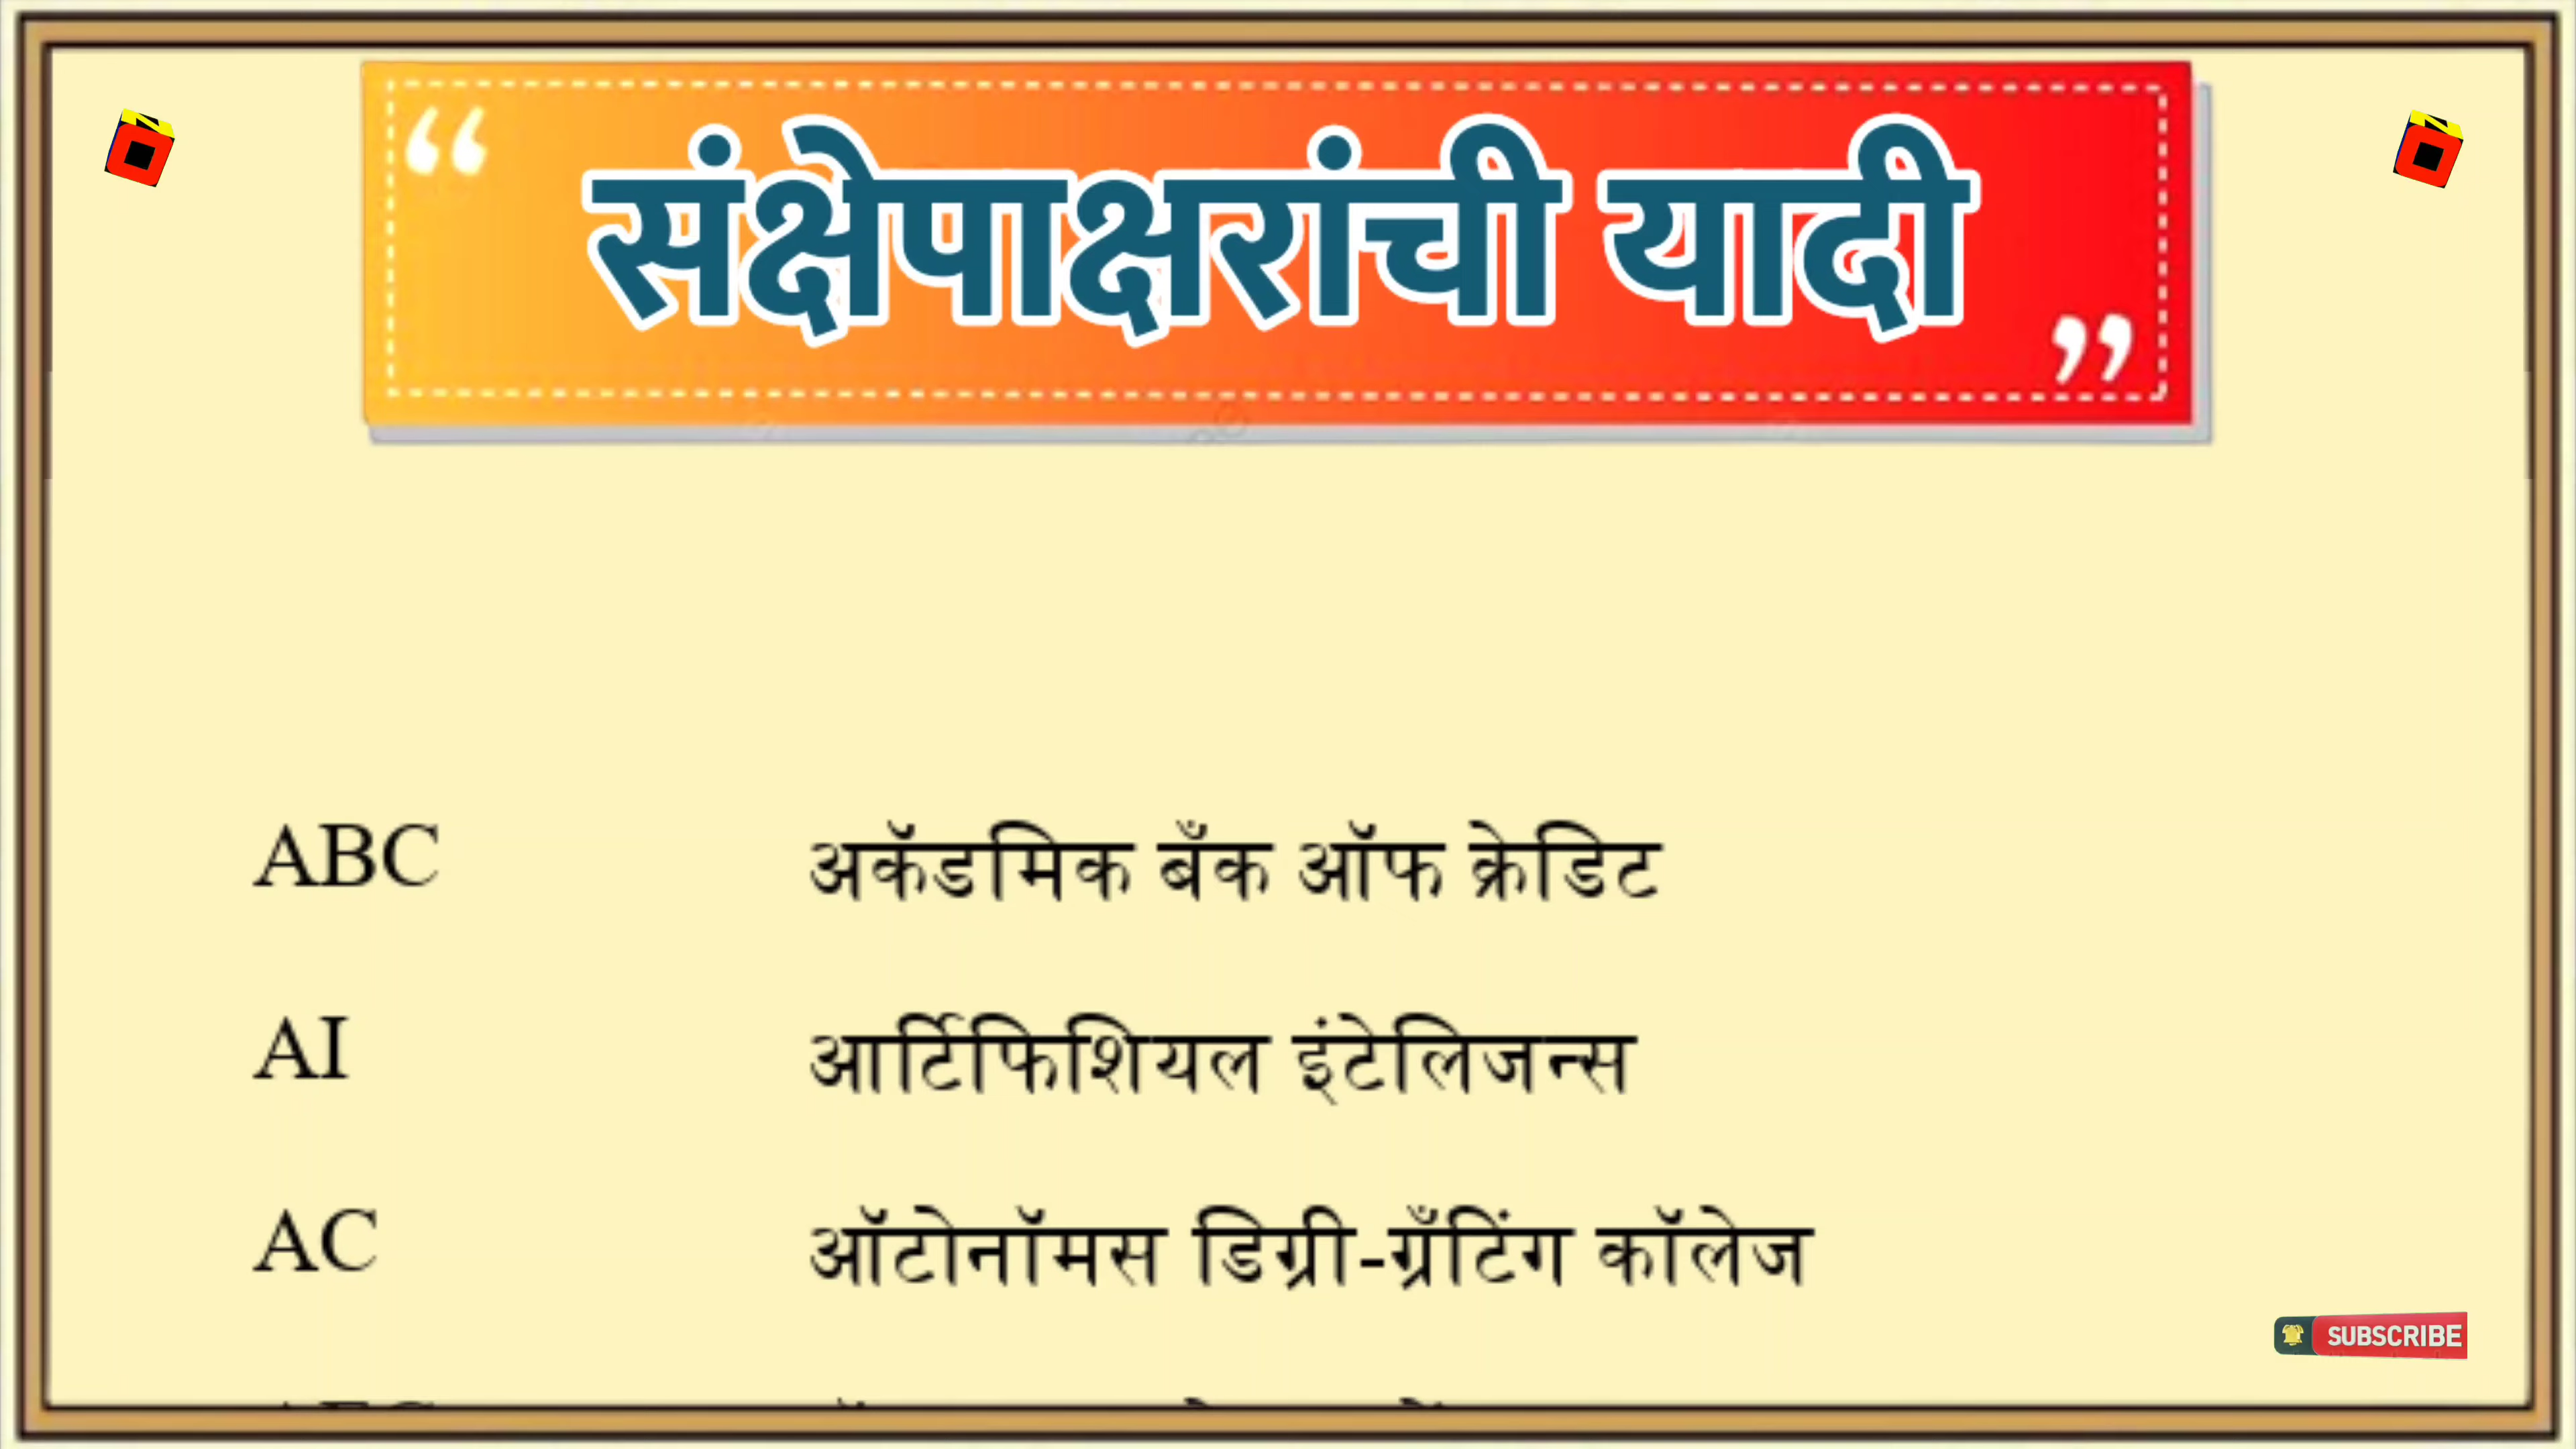 “ संक्षेपाक्षरांची यादी ”
ABC अकॅडमिक बँक ऑफ क्रेडिट
AI आर्टिफिशियल इंटेलिजन्स
AC ऑटोनॉमस डिग्री-ग्रँटिंग कॉलेज
SUBSCRIBE